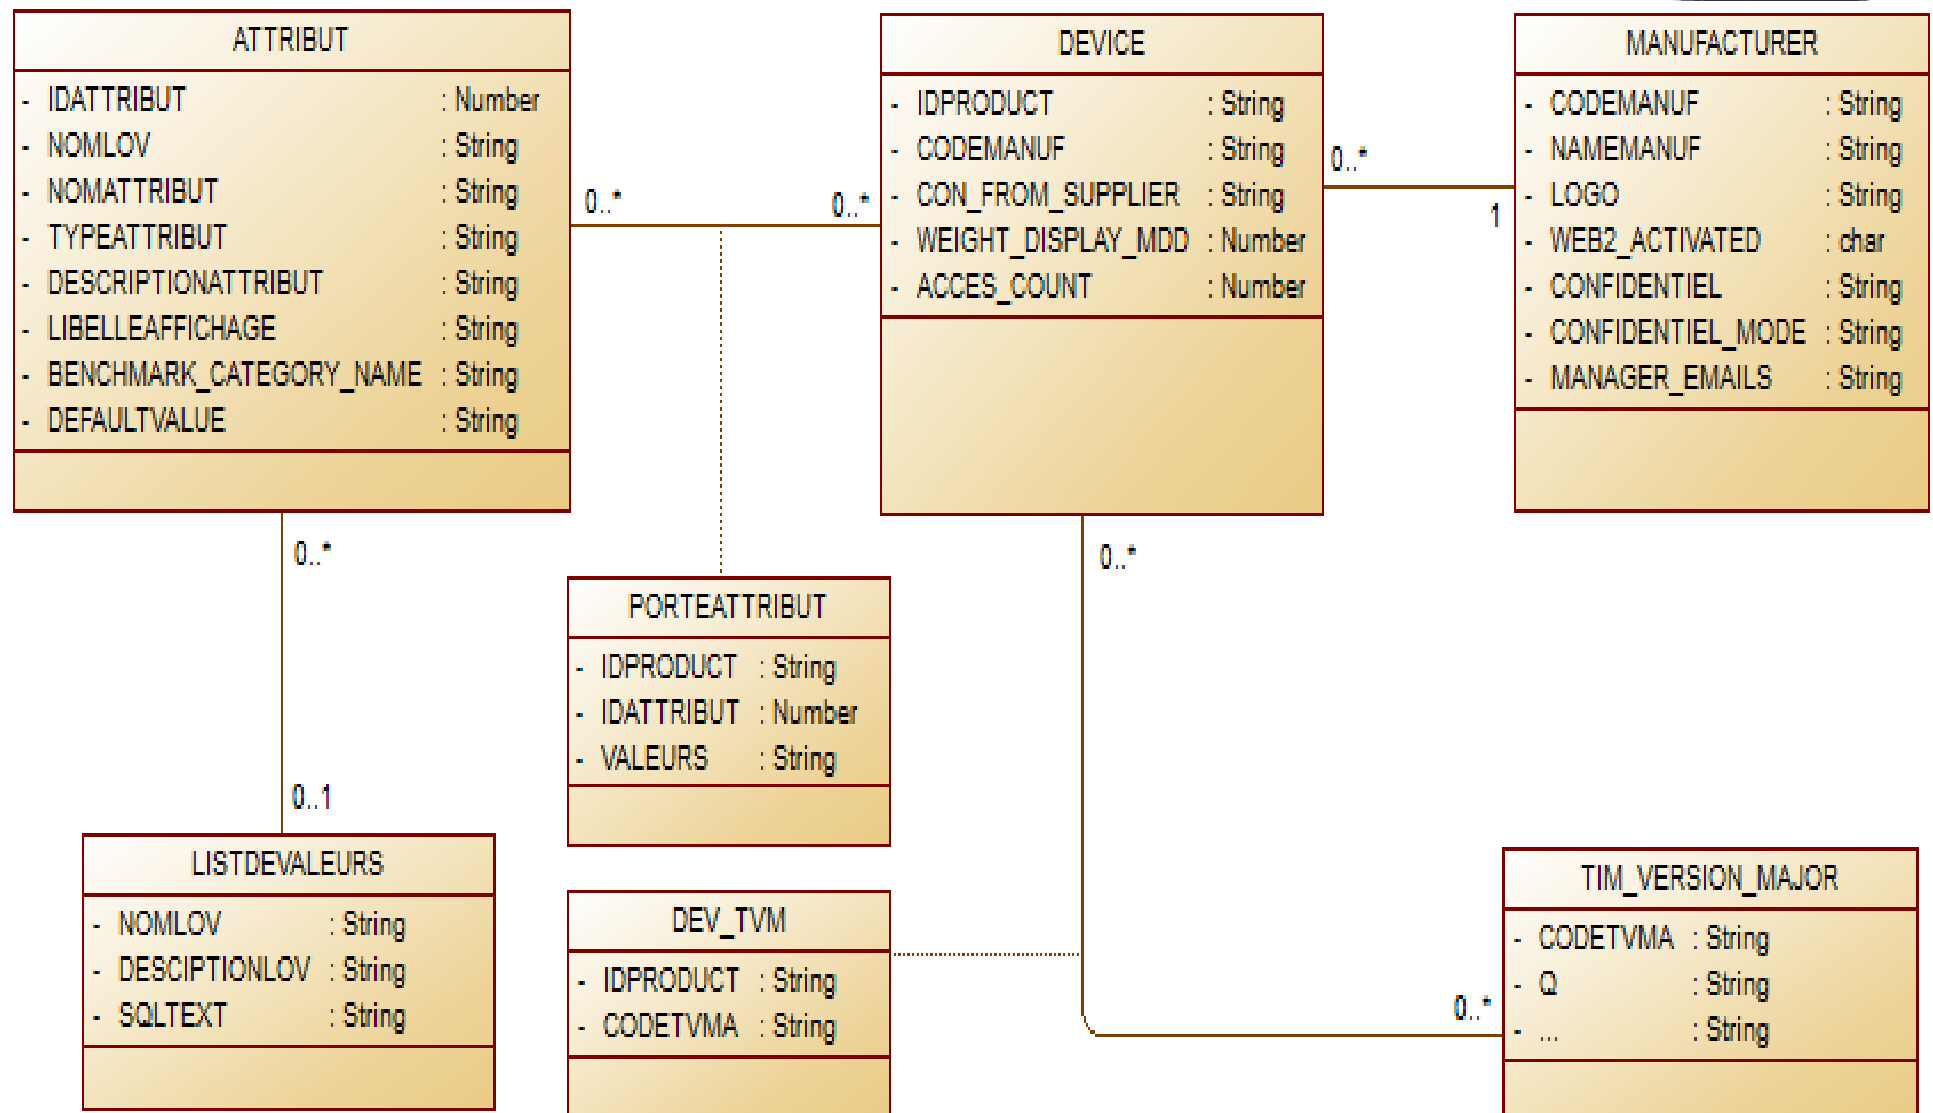 ATTRIBUT
- IDATTRIBUT : Number
- NOMLOV : String
- NOMATTRIBUT : String
- TYPEATTRIBUT : String
- DESCRIPTIONATTRIBUT : String
- LIBELLEAFFICHAGE : String
- BENCHMARK_CATEGORY_NAME : String
- DEFAULTVALUE : String
0..*
0..*
DEVICE
- IDPRODUCT : String
- CODEMANUF : String
- CON_FROM_SUPPLIER : String
- WEIGHT_DISPLAY_MDD : Number
- ACCES_COUNT : Number
0..*
1
MANUFACTURER
- CODEMANUF : String
- NAMEMANUF : String
- LOGO : String
- WEB2_ACTIVATED : char
- CONFIDENTIEL : String
- CONFIDENTIEL_MODE : String
- MANAGER_EMAILS : String
0..*
0..1
0..*
PORTEATTRIBUT
- IDPRODUCT : String
- IDATTRIBUT : Number
- VALEURS : String
LISTDEVALEURS
- NOMLOV : String
- DESCIPTIONLOV : String
- SQLTEXT : String
DEV_TVM
- IDPRODUCT : String
- CODETVMA : String
0..*
TIM_VERSION_MAJOR
- CODETVMA : String
- Q : String
- ... : String